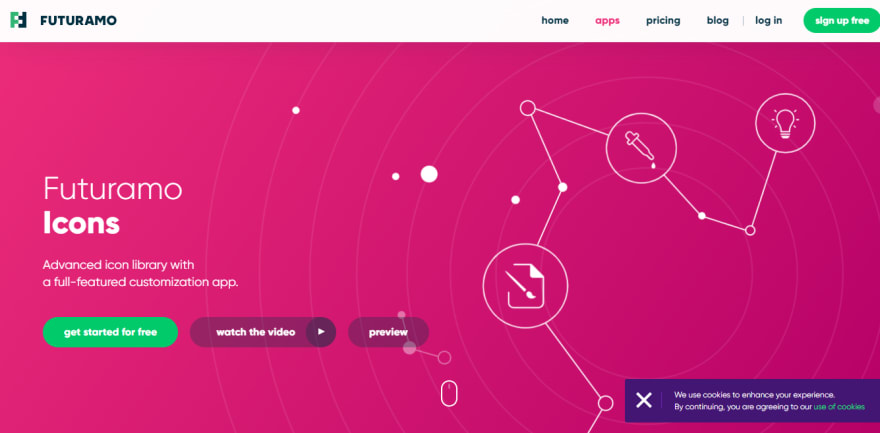 FUTURAMO
home
apps
pricing
blog
log in
sign up free
Futuramo
Icons
Advanced icon library with
a full-featured customization app.
get started for free
watch the video
preview
We use cookies to enhance your experience.
By continuing, you are agreeing to our use of cookies